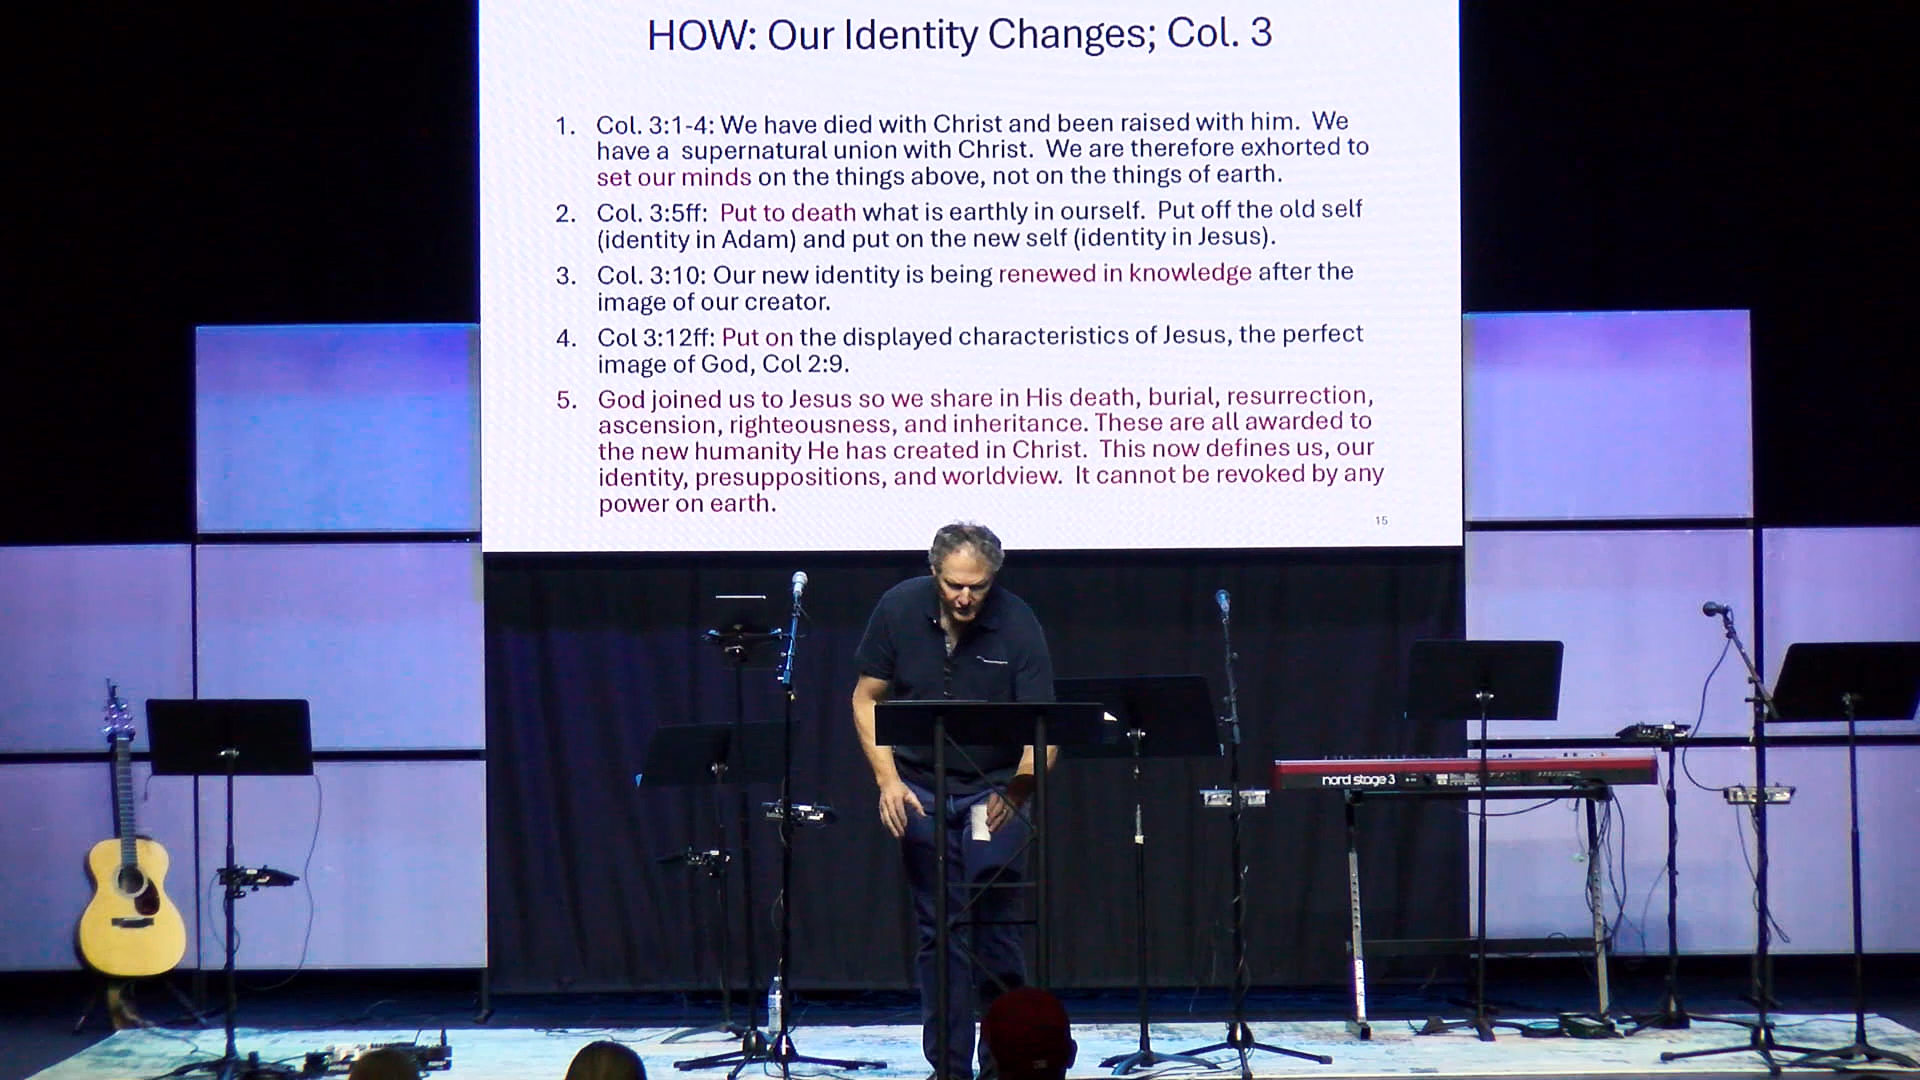 HOW: Our Identity Changes; Col. 3
1. Col. 3:1-4: We have died with Christ and been raised with him. We
have a supernatural union with Christ. We are therefore exhorted to
set our minds on the things above, not on the things of earth.
2. Col. 3:5ff: Put to death what is earthly in ourself. Put off the old self
(identity in Adam) and put on the new self (identity in Jesus).
3. Col. 3:10: Our new identity is being renewed in knowledge after the
image of our creator.
4. Col 3:12ff: Put on the displayed characteristics of Jesus, the perfect
image of God, Col 2:9.
5. God joined us to Jesus so we share in His death, burial, resurrection,
ascension, righteousness, and inheritance. These are all awarded to
the new humanity He has created in Christ. This now defines us, our
identity, presuppositions, and worldview. It cannot be revoked by any
power on earth.
15
nord stage 3